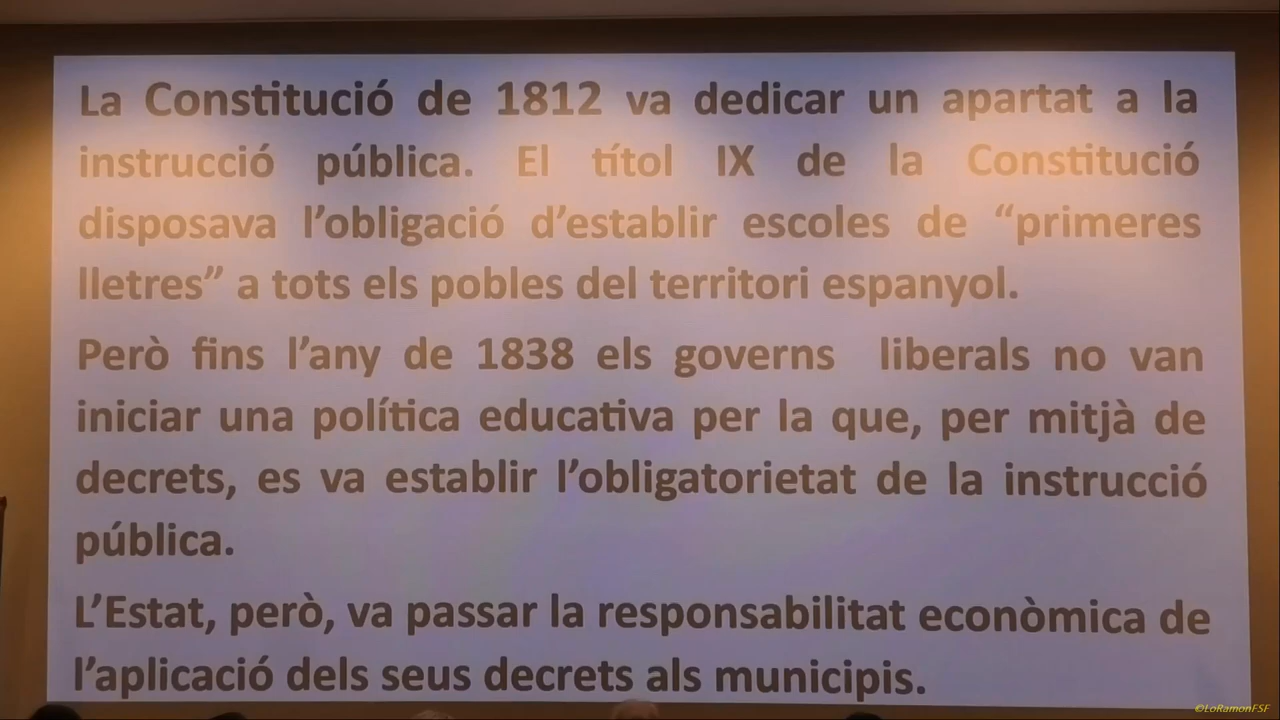 La Constitució de 1812 va dedicar un apartat a la
instrucció pública. El títol IX de la Constitució
disposava l’obligació d’establir escoles de “primeres
lletres” a tots els pobles del territori espanyol.
Però fins l’any de 1838 els governs liberals no van
iniciar una política educativa per la que, per mitjà de
decrets, es va establir l’obligatorietat de la instrucció
pública.
L’Estat, però, va passar la responsabilitat econòmica de
l’aplicació dels seus decrets als municipis.
©LoRamonFSF